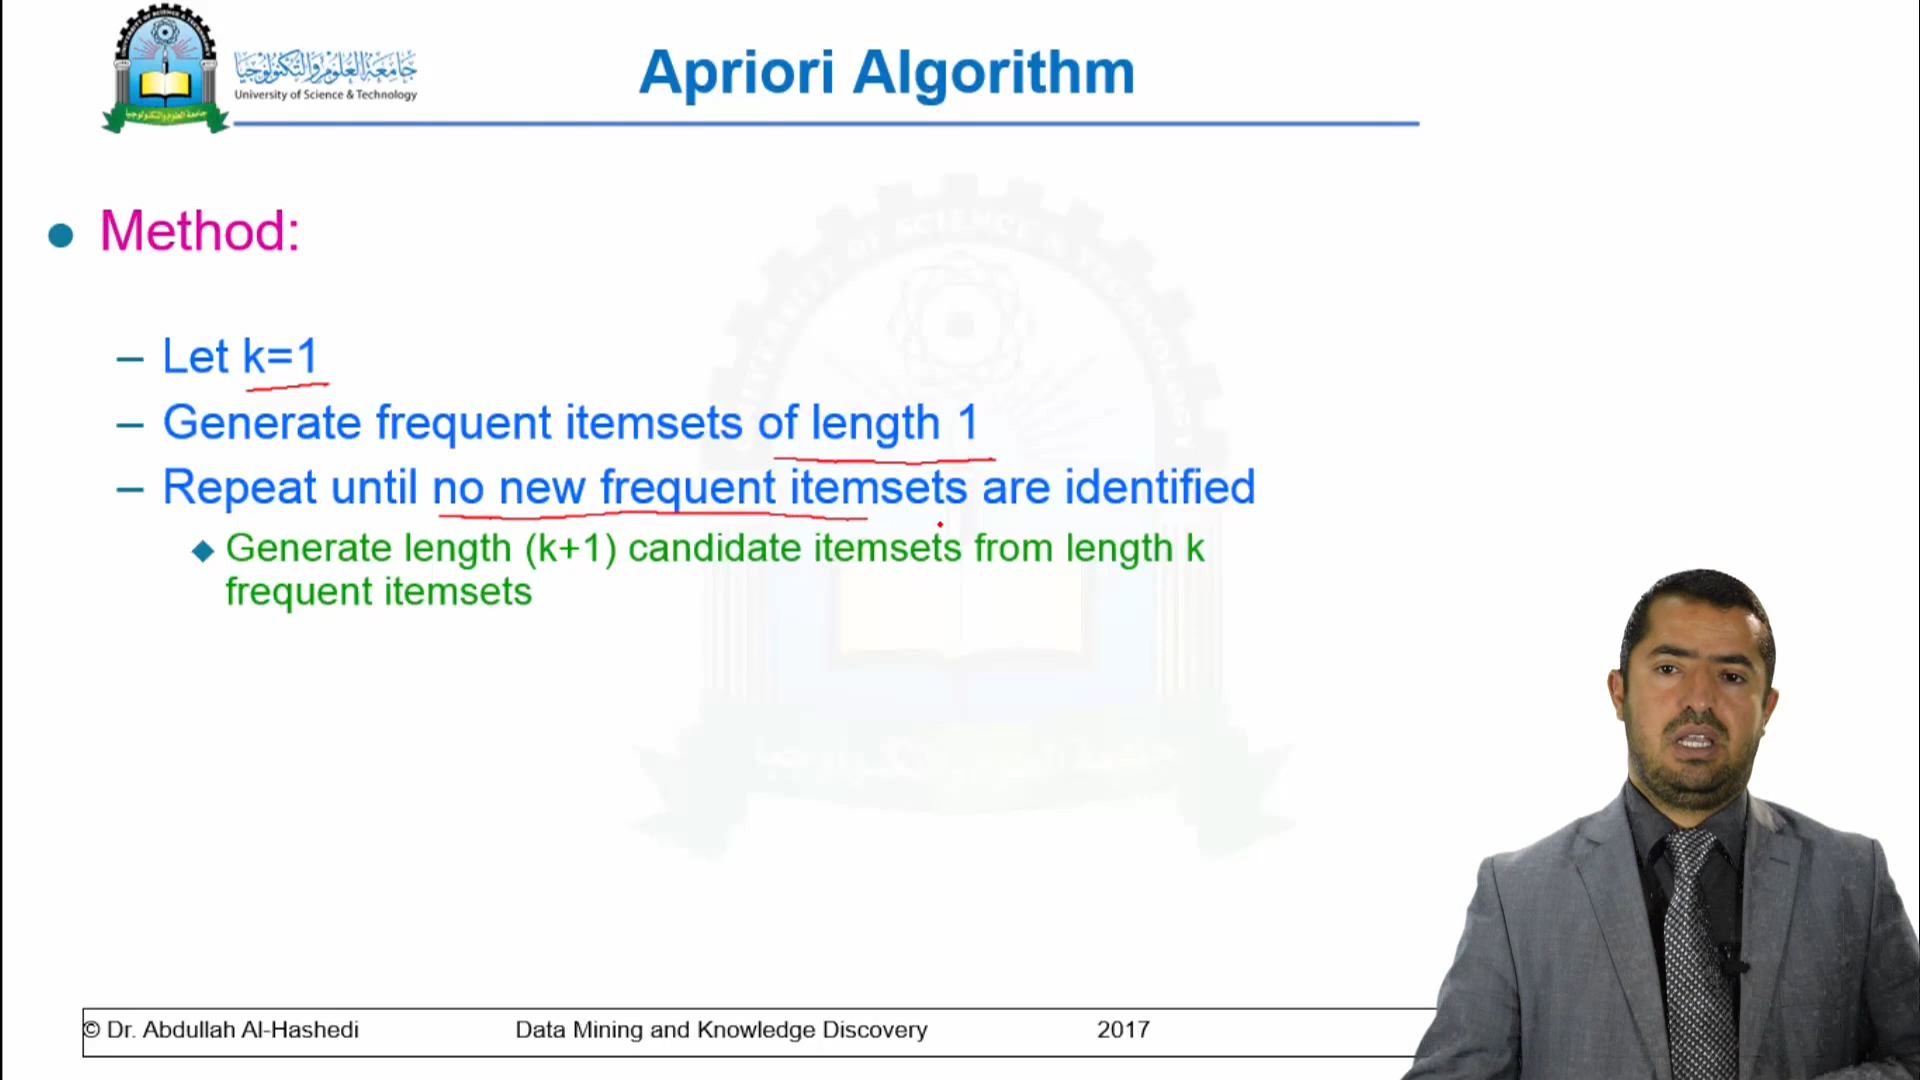 جامعة العلوم والتكنولوجيا
University of Science & Technology
Apriori Algorithm
Method:
– Let k=1
– Generate frequent itemsets of length 1
– Repeat until no new frequent itemsets are identified
Generate length (k+1) candidate itemsets from length k
frequent itemsets
© Dr. Abdullah Al-Hashedi Data Mining and Knowledge Discovery 2017